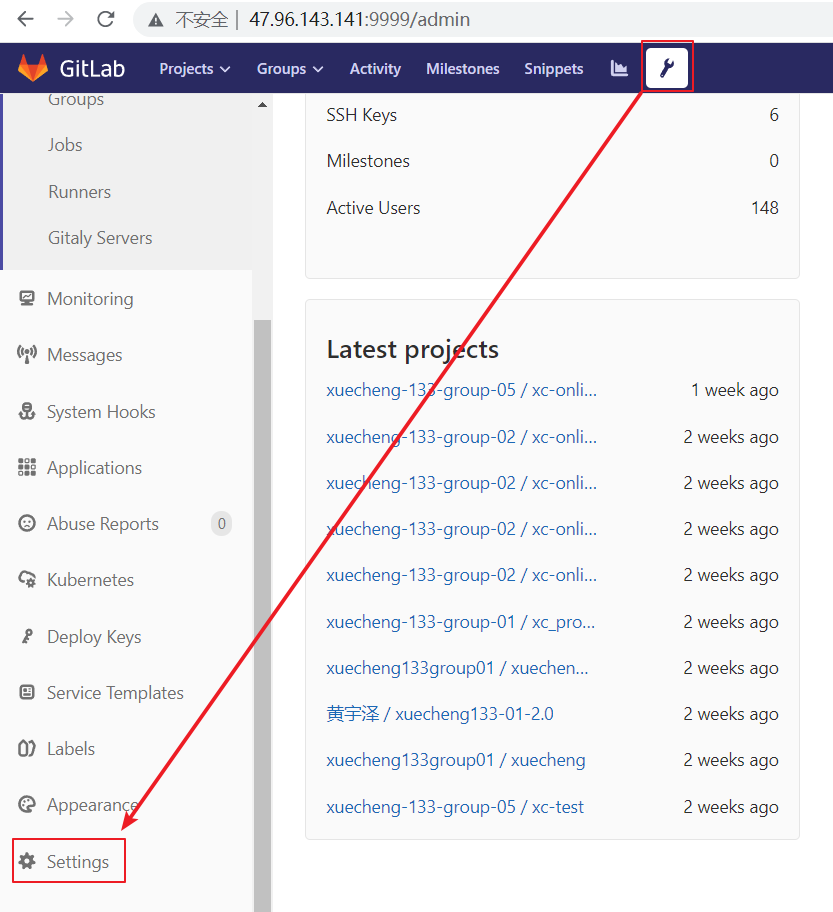 不安全 | 47.96.143.141:9999/admin
GitLab Projects Groups Activity Milestones Snippets
Groups
Jobs
Runners
Gitaly Servers
Monitoring
Messages
System Hooks
Applications
Abuse Reports 0
Kubernetes
Deploy Keys
Service Templates
Labels
Appearance
Settings
SSH Keys 6
Milestones 0
Active Users 148
Latest projects
xuecheng-133-group-05 / xc-onli... 1 week ago
xuecheng-133-group-02 / xc-onli... 2 weeks ago
xuecheng-133-group-02 / xc-onli... 2 weeks ago
xuecheng-133-group-02 / xc-onli... 2 weeks ago
xuecheng-133-group-02 / xc-onli... 2 weeks ago
xuecheng-133-group-01 / xc_pro... 2 weeks ago
xuecheng133group01 / xuechen... 2 weeks ago
黄宇泽 / xuecheng133-01-2.0 2 weeks ago
xuecheng133group01 / xuecheng 2 weeks ago
xuecheng-133-group-05 / xc-test 2 weeks ago